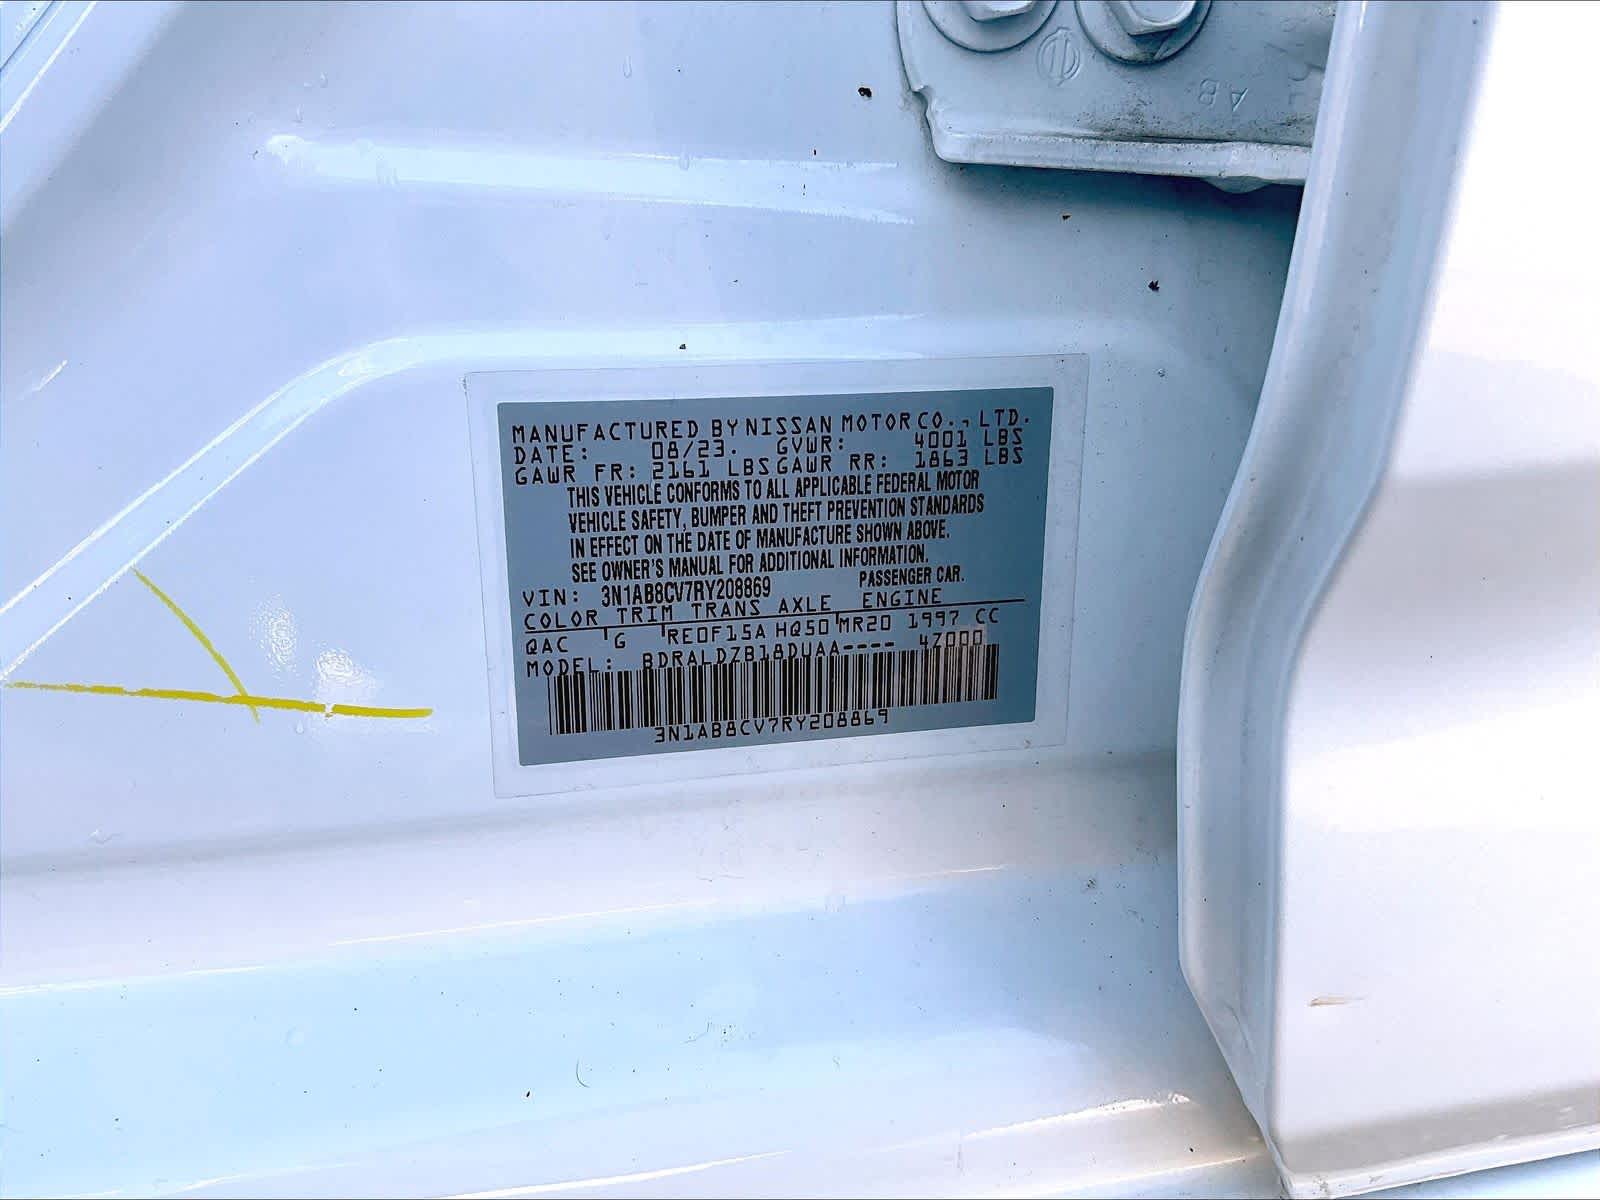 A8
MANUFACTURED BY NISSAN MOTOR CO., LTD.
DATE: 08/23. GVWR: 4001 LBS
GAWR FR: 2161 LBS GAWR RR: 1863 LBS
THIS VEHICLE CONFORMS TO ALL APPLICABLE FEDERAL MOTOR
VEHICLE SAFETY, BUMPER AND THEFT PREVENTION STANDARDS
IN EFFECT ON THE DATE OF MANUFACTURE SHOWN ABOVE.
SEE OWNER'S MANUAL FOR ADDITIONAL INFORMATION.
VIN: 3N1AB8CV7RY208869 PASSENGER CAR.
COLOR TRIM TRANS AXLE ENGINE
QAC G RE0F15A HQ50 MR20 1997 CC
MODEL: BDRALDZB18DUAA---- 4Z000
3N1AB8CV7RY208869